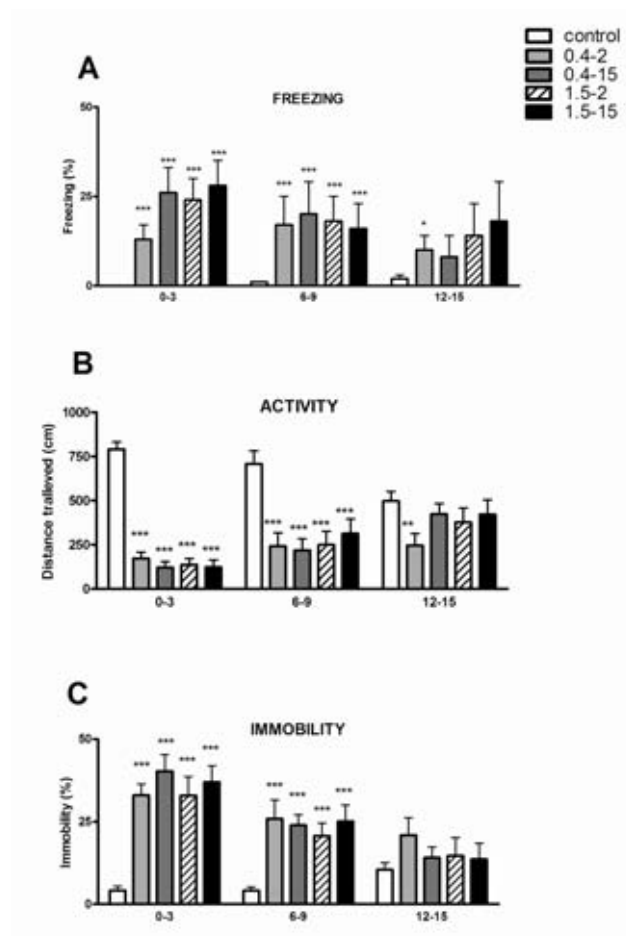 control
0.4-2
0.4-15
1.5-2
1.5-15
A
FREEZING
50
25
0
Freezing (%)
*** *** *** ***
*** *** *** ***
*
0-3 6-9 12-15
B
ACTIVITY
1000
750
500
250
0
Distance tralleved (cm)
*** *** *** ***
*** *** *** ***
**
0-3 6-9 12-15
C
IMMOBILITY
50
25
0
Immobility (%)
*** *** *** ***
*** *** *** ***
0-3 6-9 12-15